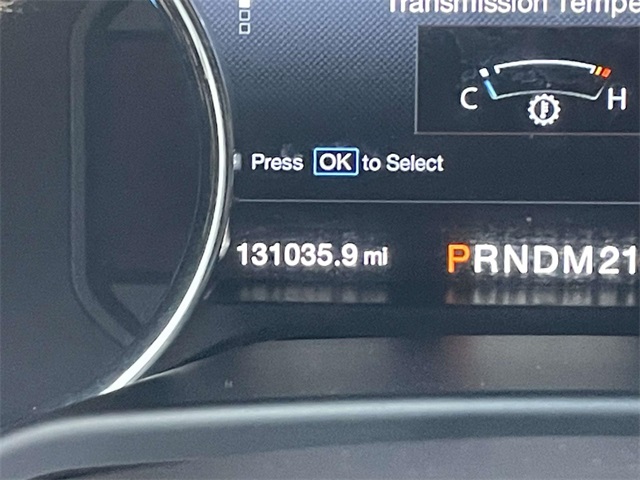 Transmission Tempe
C H
Press OK to Select
131035.9 mi PRNDM21